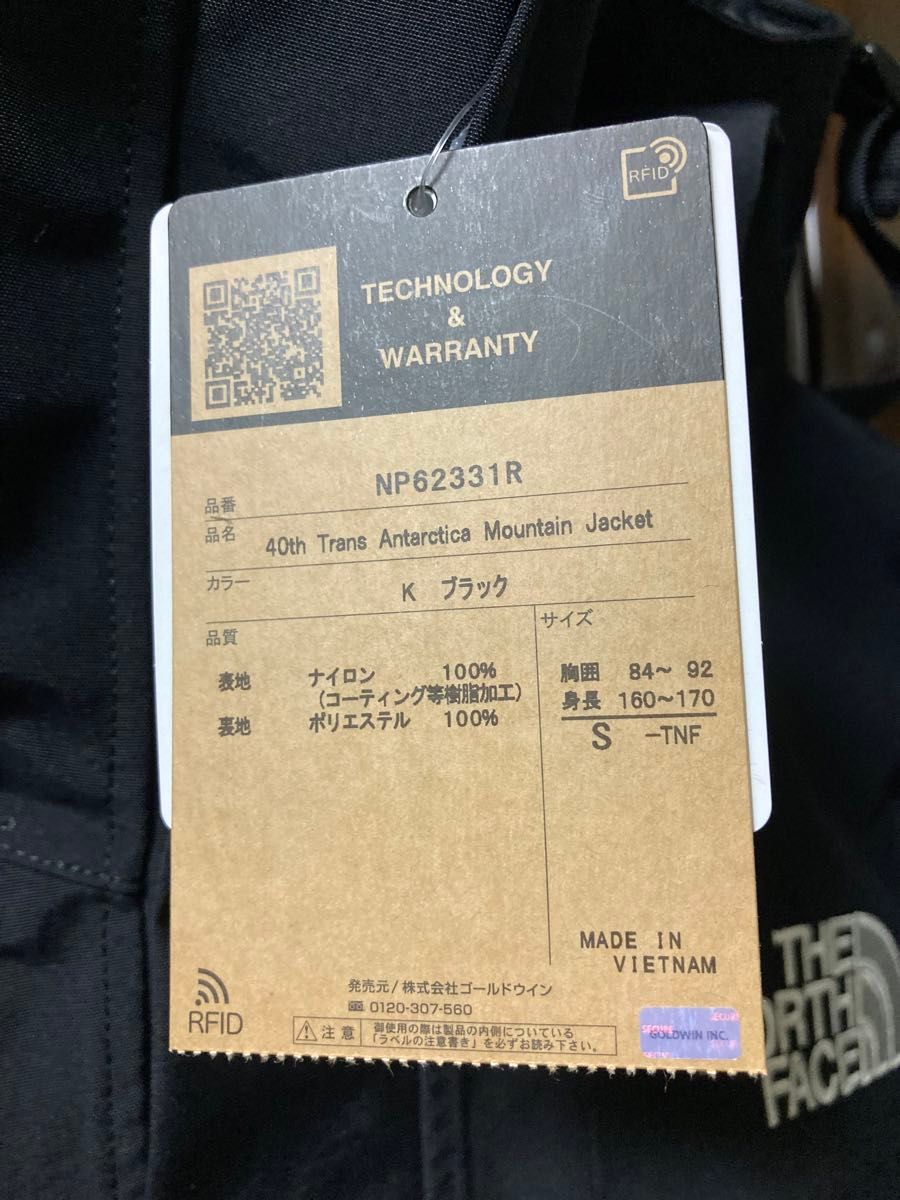 RFID
TECHNOLOGY
&
WARRANTY
品番 NP62331R
品名 40th Trans Antarctica Mountain Jacket
カラー K ブラック
品質
表地 ナイロン 100%
(コーティング等樹脂加工)
裏地 ポリエステル 100%
サイズ
胸囲 84～ 92
身長 160～170
S -TNF
MADE IN
VIETNAM
発売元/株式会社ゴールドウイン
0120-307-560
RFID
注意
御使用の際は製品の内側についている
「ラベルの注意書き」を必ずお読み下さい。
SECURE
SECURE
GOLDWIN INC.
THE
NORTH
FACE